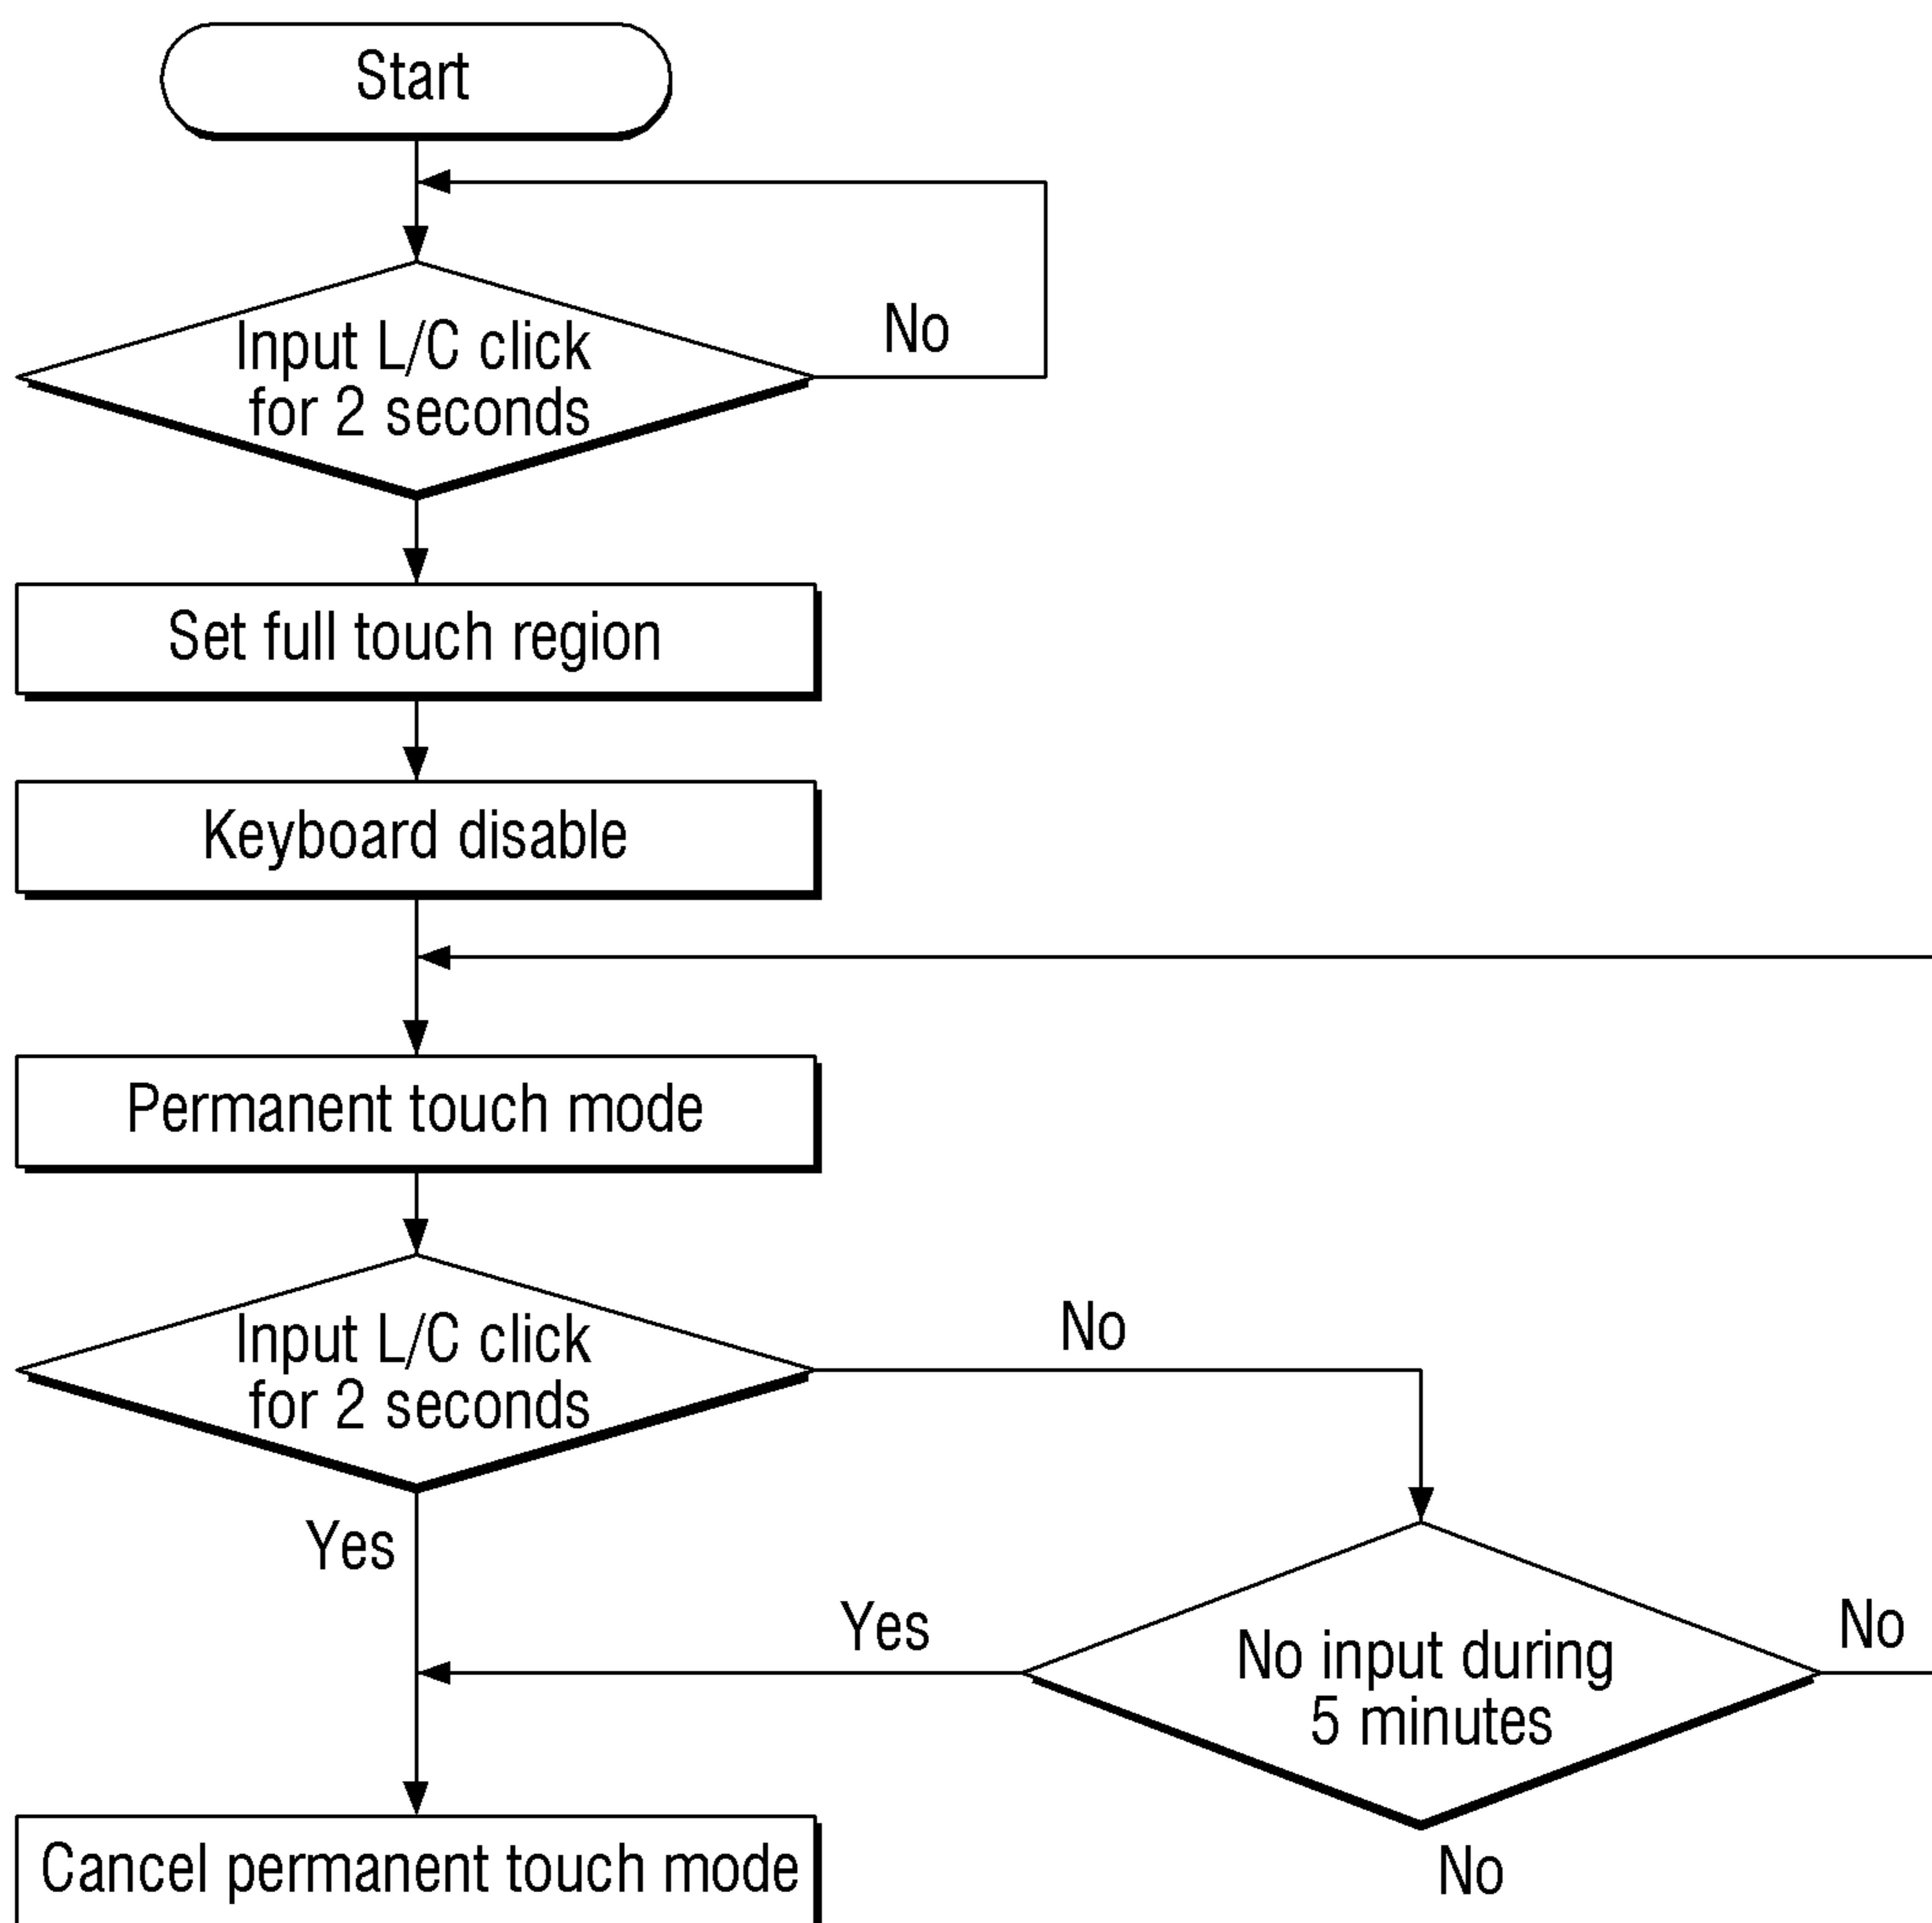 Start
No
Input L/C click
for 2 seconds
Set full touch region
Keyboard disable
Permanent touch mode
Input L/C click
for 2 seconds
No
Yes
Yes
No input during
5 minutes
No
Cancel permanent touch mode
No